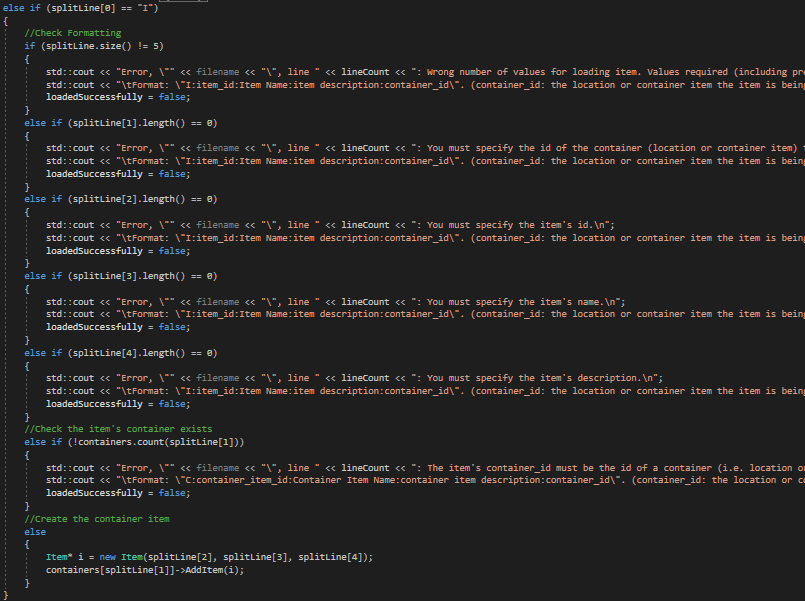 else if (splitLine[0] == "I")
{
//Check Formatting
if (splitLine.size() != 5)
{
std::cout << "Error, \"" << filename << "\", line " << lineCount << ": Wrong number of values for loading item. Values required (including
std::cout << "\tFormat: \"I:item_id:Item Name:item description:container_id\". (container_id: the location or container item the item is
loadedSuccessfully = false;
}
else if (splitLine[1].length() == 0)
{
std::cout << "Error, \"" << filename << "\", line " << lineCount << ": You must specify the id of the container (location or container item)
std::cout << "\tFormat: \"I:item_id:Item Name:item description:container_id\". (container_id: the location or container item the item is
loadedSuccessfully = false;
}
else if (splitLine[2].length() == 0)
{
std::cout << "Error, \"" << filename << "\", line " << lineCount << ": You must specify the item's id.\n";
std::cout << "\tFormat: \"I:item_id:Item Name:item description:container_id\". (container_id: the location or container item the item is
loadedSuccessfully = false;
}
else if (splitLine[3].length() == 0)
{
std::cout << "Error, \"" << filename << "\", line " << lineCount << ": You must specify the item's name.\n";
std::cout << "\tFormat: \"I:item_id:Item Name:item description:container_id\". (container_id: the location or container item the item is
loadedSuccessfully = false;
}
else if (splitLine[4].length() == 0)
{
std::cout << "Error, \"" << filename << "\", line " << lineCount << ": You must specify the item's description.\n";
std::cout << "\tFormat: \"I:item_id:Item Name:item description:container_id\". (container_id: the location or container item the item is
loadedSuccessfully = false;
}
//Check the item's container exists
else if (!containers.count(splitLine[1]))
{
std::cout << "Error, \"" << filename << "\", line " << lineCount << ": The item's container_id must be the id of a container (i.e. location
std::cout << "\tFormat: \"C:container_item_id:Container Item Name:container item description:container_id\". (container_id: the location or
loadedSuccessfully = false;
}
//Create the container item
else
{
Item* i = new Item(splitLine[2], splitLine[3], splitLine[4]);
containers[splitLine[1]]->AddItem(i);
}
}